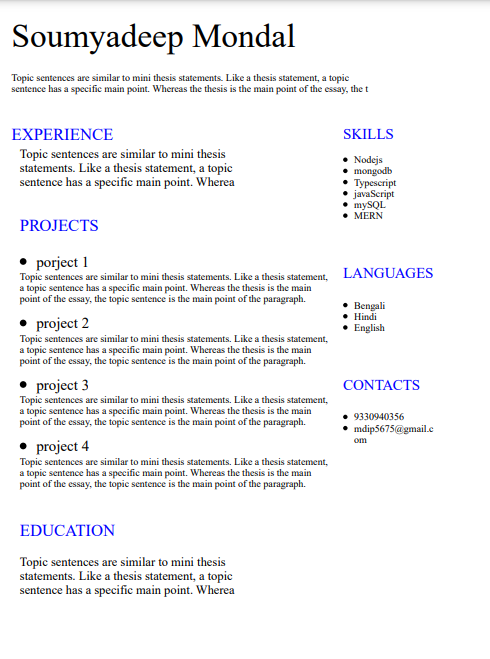 Soumyadeep Mondal
Topic sentences are similar to mini thesis statements. Like a thesis statement, a topic
sentence has a specific main point. Whereas the thesis is the main point of the essay, the t
EXPERIENCE
Topic sentences are similar to mini thesis
statements. Like a thesis statement, a topic
sentence has a specific main point. Wherea
PROJECTS
● porject 1
Topic sentences are similar to mini thesis statements. Like a thesis statement,
a topic sentence has a specific main point. Whereas the thesis is the main
point of the essay, the topic sentence is the main point of the paragraph.
● project 2
Topic sentences are similar to mini thesis statements. Like a thesis statement,
a topic sentence has a specific main point. Whereas the thesis is the main
point of the essay, the topic sentence is the main point of the paragraph.
● project 3
Topic sentences are similar to mini thesis statements. Like a thesis statement,
a topic sentence has a specific main point. Whereas the thesis is the main
point of the essay, the topic sentence is the main point of the paragraph.
● project 4
Topic sentences are similar to mini thesis statements. Like a thesis statement,
a topic sentence has a specific main point. Whereas the thesis is the main
point of the essay, the topic sentence is the main point of the paragraph.
EDUCATION
Topic sentences are similar to mini thesis
statements. Like a thesis statement, a topic
sentence has a specific main point. Wherea
SKILLS
● Nodejs
● mongodb
● Typescript
● javaScript
● mySQL
● MERN
LANGUAGES
● Bengali
● Hindi
● English
CONTACTS
● 9330940356
● mdip5675@gmail.c
om